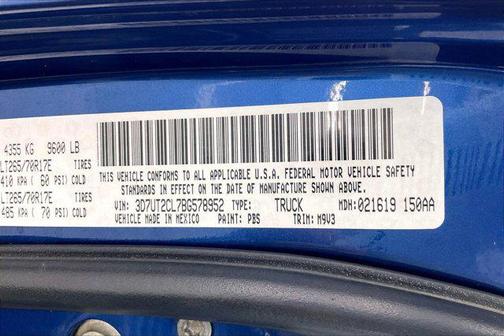 4355 KG 9600 LB
LT265/70R17E TIRES
410 KPA ( 60 PSI) COLD
LT265/70R17E TIRES
485 KPA ( 70 PSI) COLD
THIS VEHICLE CONFORMS TO ALL APPLICABLE U.S.A. FEDERAL MOTOR VEHICLE SAFETY
STANDARDS IN EFFECT ON THE DATE OF MANUFACTURE SHOWN ABOVE.
VIN: 3D7UT2CL7BG578952 TYPE: TRUCK MDH: 021619 150AA
VEHICLE MADE IN MEXICO PAINT: PBS TRIM: M9V3